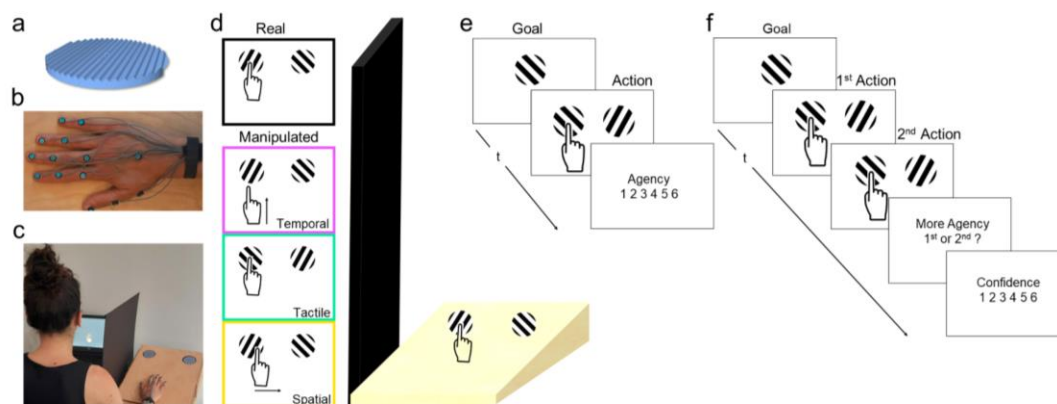 a
b
c
d
Real
Manipulated
Temporal
Tactile
Spatial
e
Goal
Action
t
Agency
1 2 3 4 5 6
f
Goal
1st Action
2nd Action
t
More Agency
1st or 2nd ?
Confidence
1 2 3 4 5 6